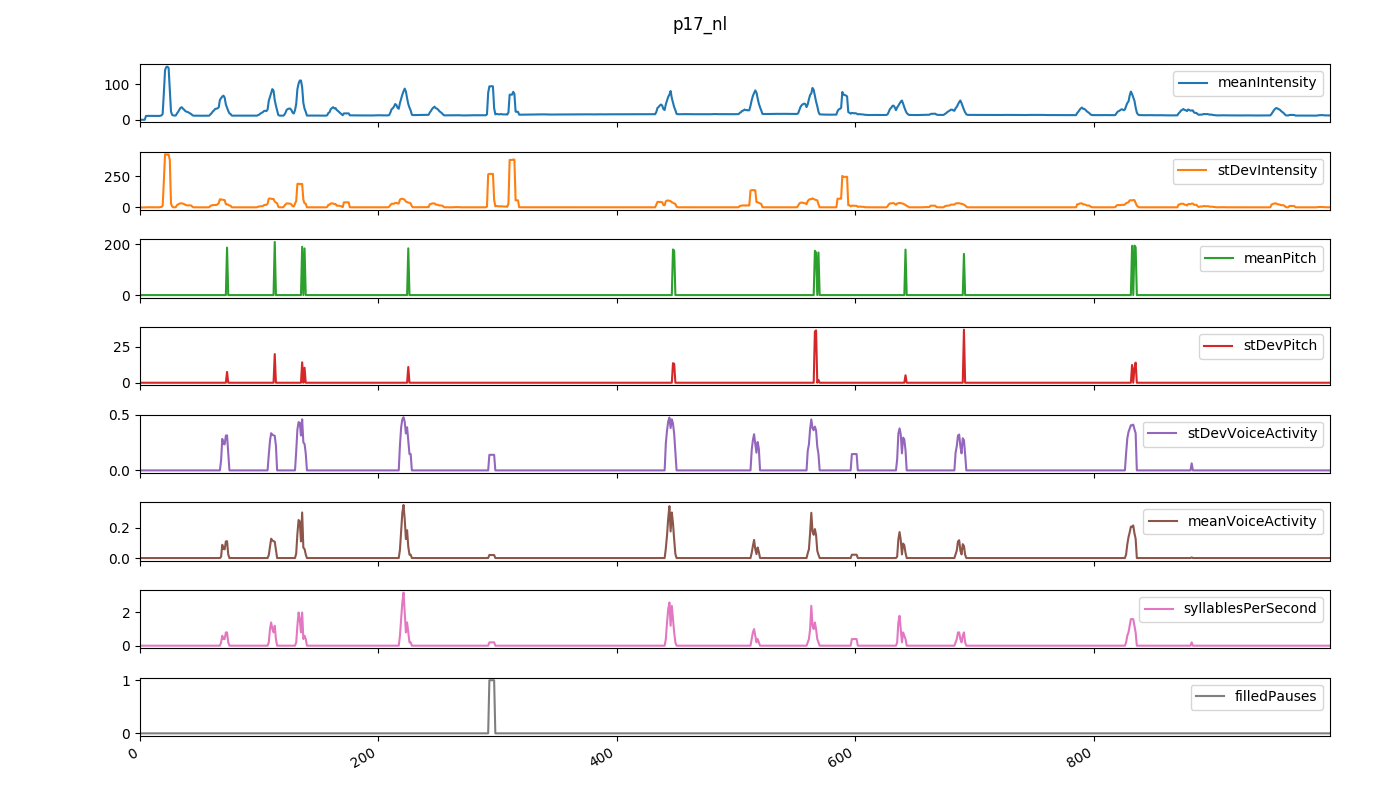 p17_nl
100
0
meanIntensity
250
0
stDevIntensity
200
0
meanPitch
25
0
stDevPitch
0.5
0.0
stDevVoiceActivity
0.2
0.0
meanVoiceActivity
2
0
syllablesPerSecond
1
0
filledPauses
0
200
400
600
800